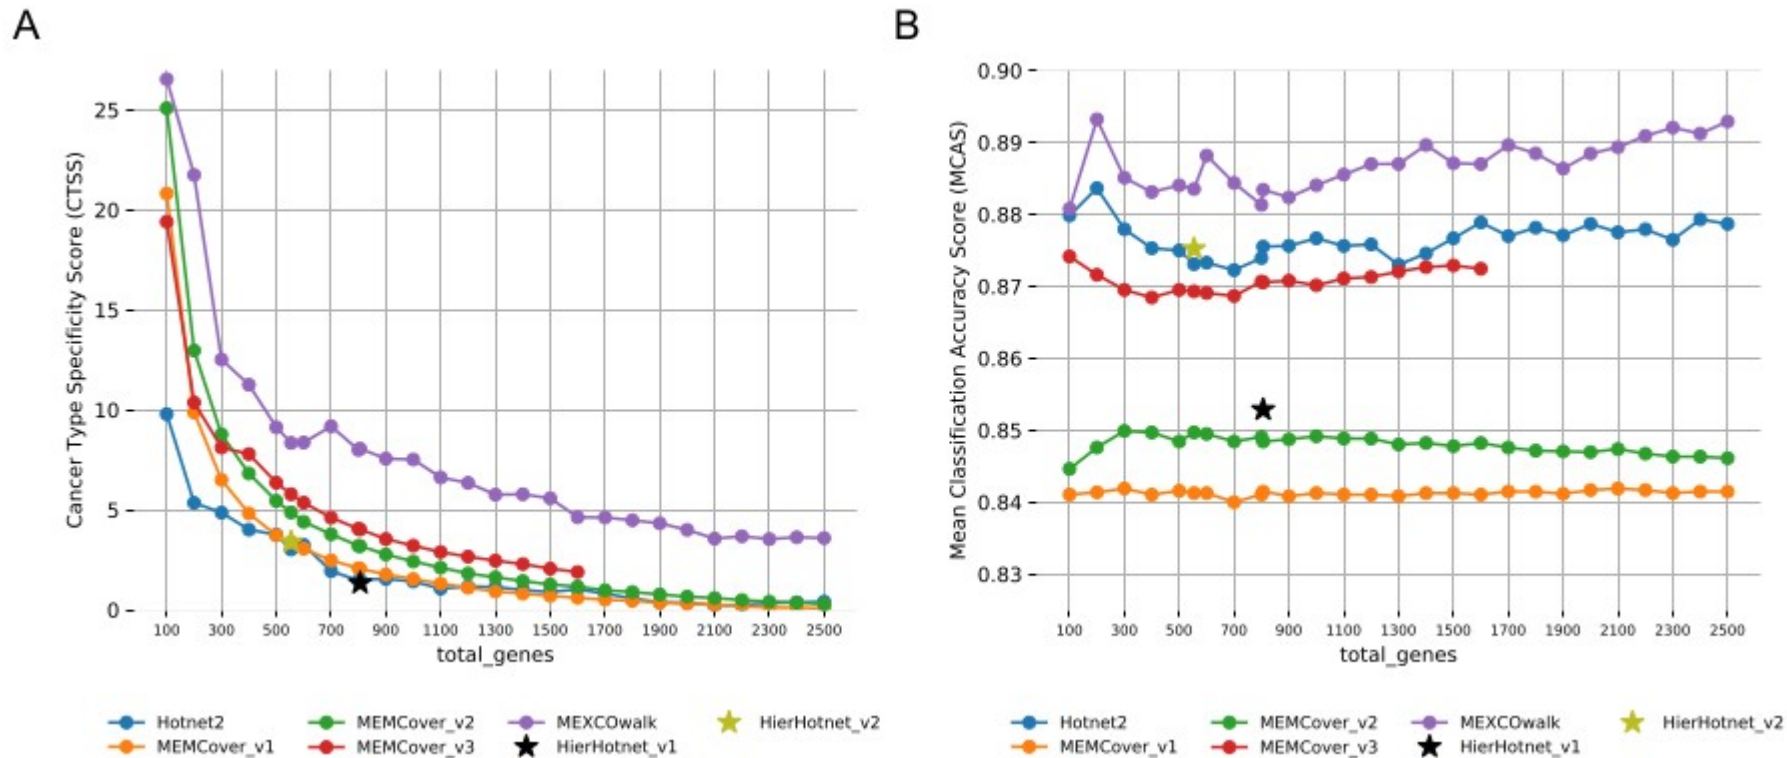 A
Cancer Type Specificity Score (CTSS)
25
20
15
10
5
0
100 300 500 700 900 1100 1300 1500 1700 1900 2100 2300 2500
total_genes
Hotnet2 MEMCover_v2 MEXCOwalk HierHotnet_v2
MEMCover_v1 MEMCover_v3 HierHotnet_v1
B
Mean Classification Accuracy Score (MCAS)
0.90
0.89
0.88
0.87
0.86
0.85
0.84
0.83
100 300 500 700 900 1100 1300 1500 1700 1900 2100 2300 2500
total_genes
Hotnet2 MEMCover_v2 MEXCOwalk HierHotnet_v2
MEMCover_v1 MEMCover_v3 HierHotnet_v1